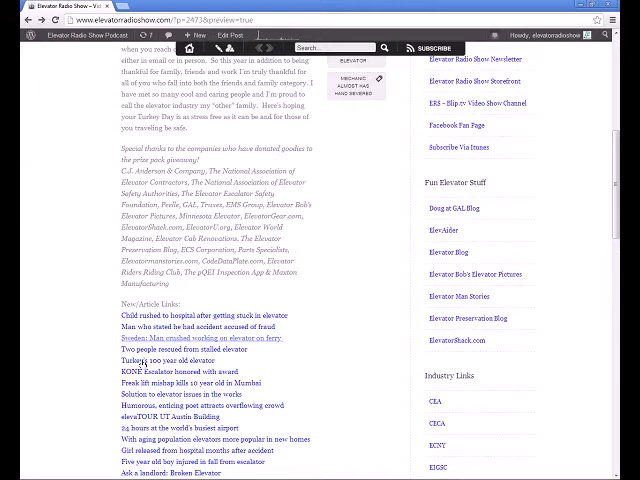 Elevator Radio Show Podcast - Vid
www.elevatorradioshow.com/?p=2473&preview=true
Elevator Radio Show Podcast 7 + New Edit Post Howdy, elevatorradioshow
Search... SUBSCRIBE
when you reach
either in email or in person. So this year in addition to being
thankful for family, friends and work I'm truly thankful for
all of you who fall into both the friends and family category. I
have met so many cool and caring people and I'm proud to
call the elevator industry my "other" family. Here's hoping
your Turkey Day is as stress free as it can be and for those of
you traveling be safe.
Special thanks to the companies who have donated goodies to
the prize pack giveaway!
C.J. Anderson & Company, The National Association of
Elevator Contractors, The National Association of Elevator
Safety Authorities, The Elevator Escalator Safety
Foundation, Peelle, GAL, Truxes, EMS Group, Elevator Bob's
Elevator Pictures, Minnesota Elevator, ElevatorGear.com,
ElevatorShack.com, ElevatorU.org, Elevator World
Magazine, Elevator Cab Renovations, The Elevator
Preservation Blog, ECS Corporation, Parts Specialists,
Elevatormanstories.com, CodeDataPlate.com, Elevator
Riders Riding Club, The pQEI Inspection App & Maxton
Manufacturing
New/Article Links:
Child rushed to hospital after getting stuck in elevator
Man who stated he had accident accused of fraud
Sweden: Man crushed working on elevator on ferry
Two people rescued from stalled elevator
Turkey's 100 year old elevator
KONE Escalator honored with award
Freak lift mishap kills 10 year old in Mumbai
Solution to elevator issues in the works
Humorous, enticing poet attracts overflowing crowd
elevaTOUR UT Austin Building
24 hours at the world's busiest airport
With aging population elevators more popular in new homes
Girl released from hospital months after accident
Five year old boy injured in fall from escalator
Ask a landlord: Broken Elevator
ELEVATOR
MECHANIC
ALMOST HAS
HAND SEVERED
Elevator Radio Show Newsletter
Elevator Radio Show Storefront
ERS – Blip.tv Video Show Channel
Facebook Fan Page
Subscribe Via Itunes
Fun Elevator Stuff
Doug at GAL Blog
ElevAider
Elevator Blog
Elevator Bob's Elevator Pictures
Elevator Man Stories
Elevator Preservation Blog
ElevatorShack.com
Industry Links
CEA
CECA
ECNY
EIGSC